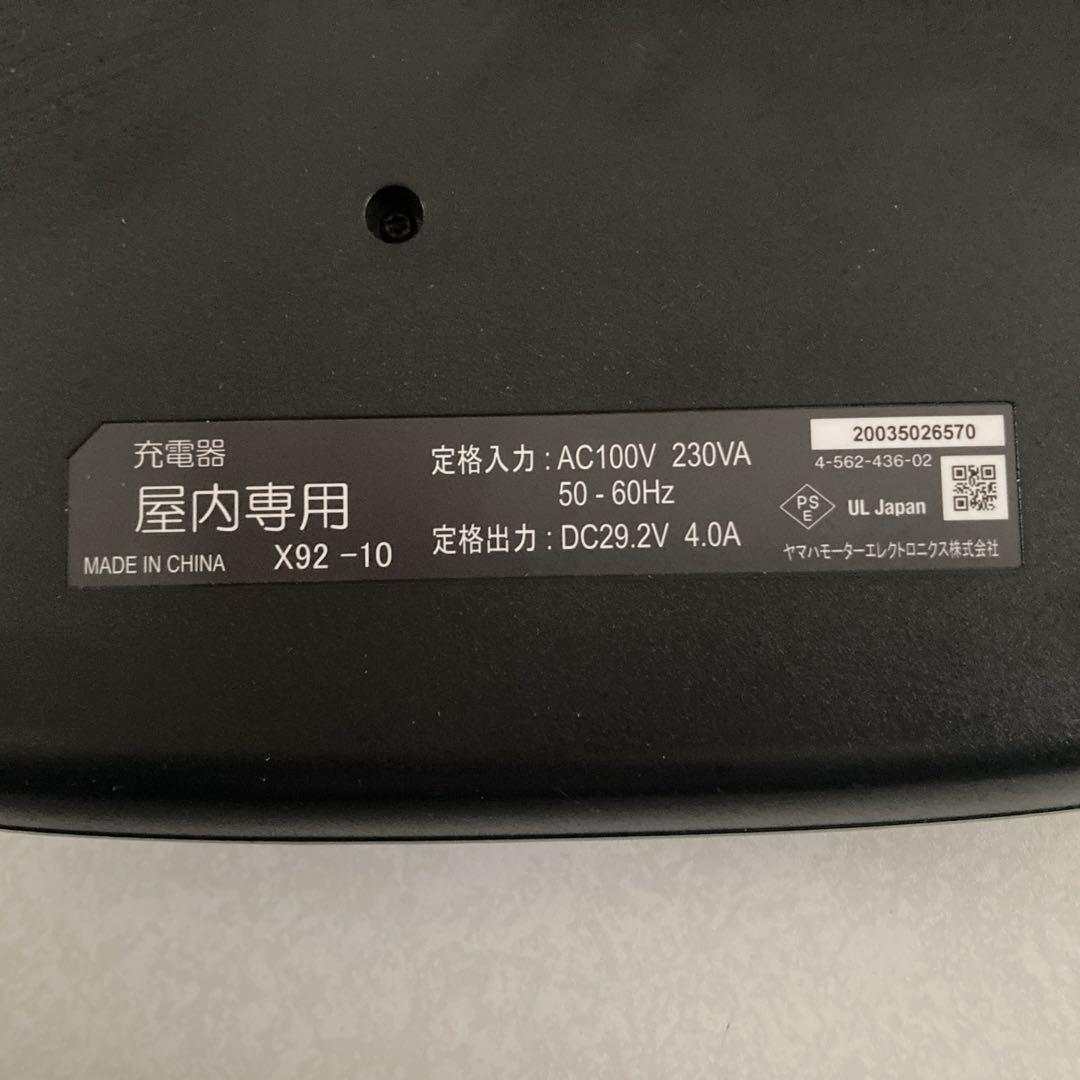 充電器
屋内専用
MADE IN CHINA X92-10
定格入力 : AC100V 230VA
50 - 60Hz
定格出力 : DC29.2V 4.0A
20035026570
4-562-436-02
PS
E
UL Japan
ヤマハモーターエレクトロニクス株式会社